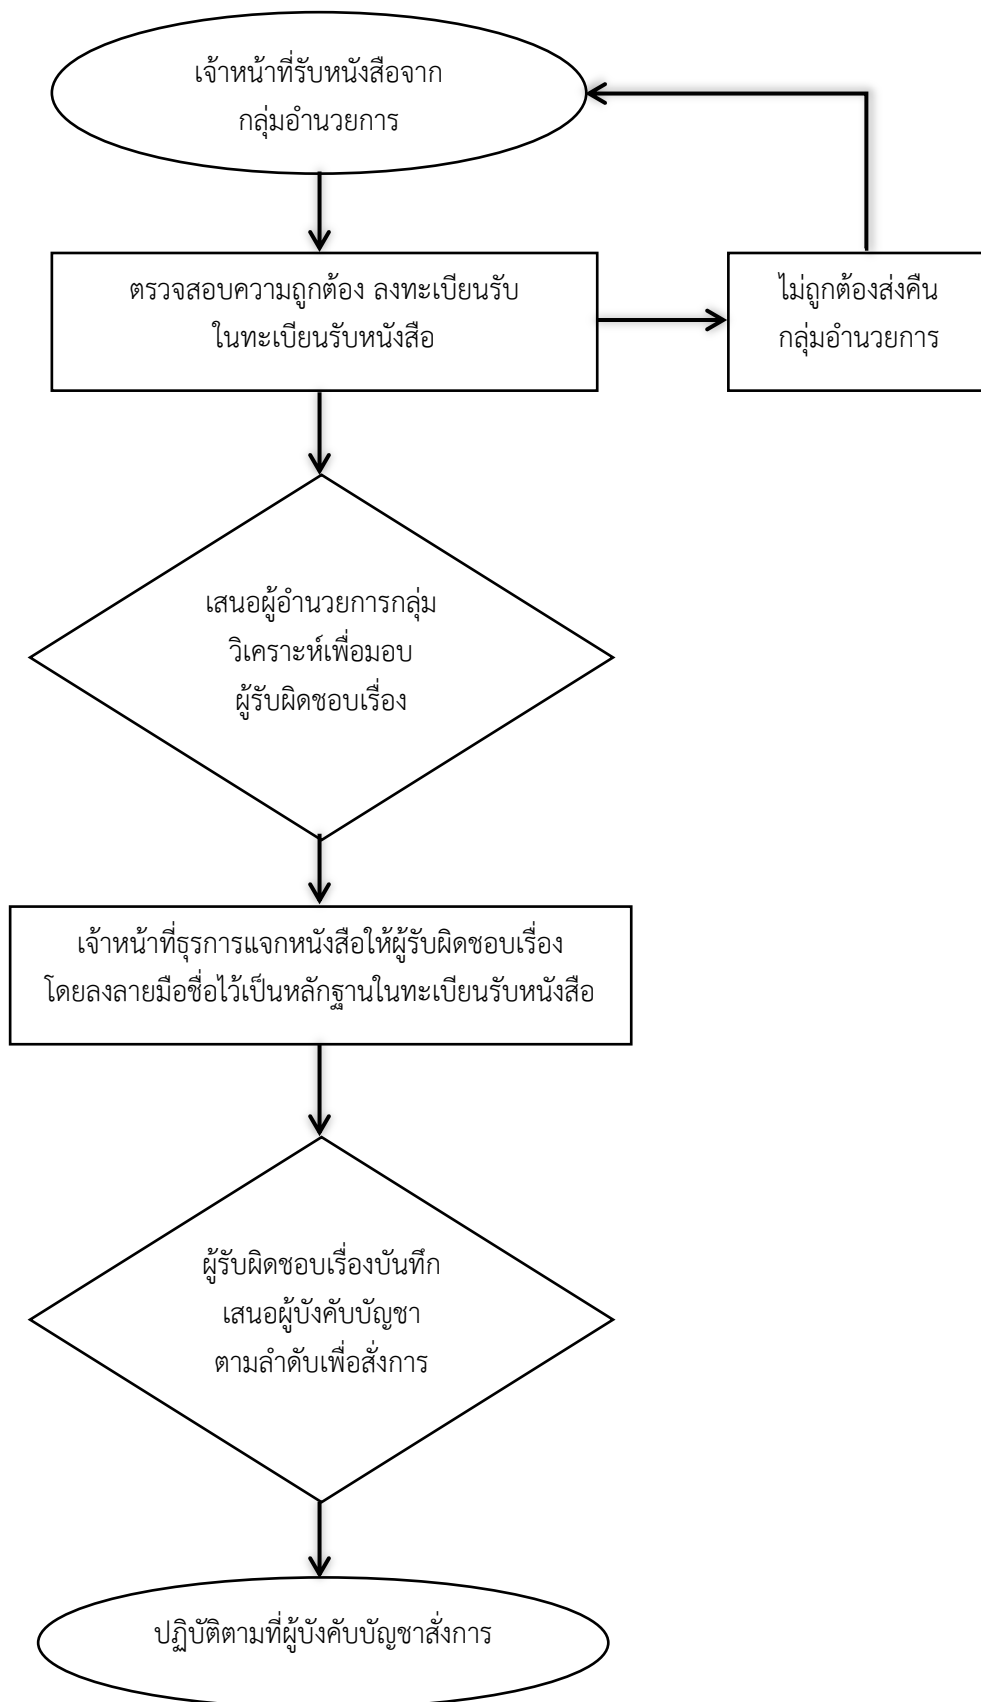 เจ้าหน้าที่รับหนังสือจาก
กลุ่มอำนวยการ
ตรวจสอบความถูกต้อง ลงทะเบียนรับ
ในทะเบียนรับหนังสือ
ไม่ถูกต้องส่งคืน
กลุ่มอำนวยการ
เสนอผู้อำนวยการกลุ่ม
วิเคราะห์เพื่อมอบ
ผู้รับผิดชอบเรื่อง
เจ้าหน้าที่ธุรการแจกหนังสือให้ผู้รับผิดชอบเรื่อง
โดยลงลายมือชื่อไว้เป็นหลักฐานในทะเบียนรับหนังสือ
ผู้รับผิดชอบเรื่องบันทึก
เสนอผู้บังคับบัญชา
ตามลำดับเพื่อสั่งการ
ปฏิบัติตามที่ผู้บังคับบัญชาสั่งการ